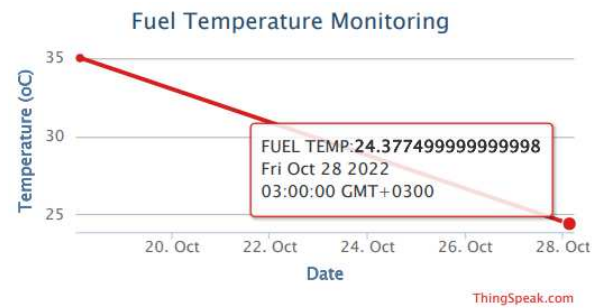 Fuel Temperature Monitoring
Temperature (oC)
35
30
25
FUEL TEMP:24.377499999999998
Fri Oct 28 2022
03:00:00 GMT+0300
20. Oct 22. Oct 24. Oct 26. Oct 28. Oct
Date
ThingSpeak.com